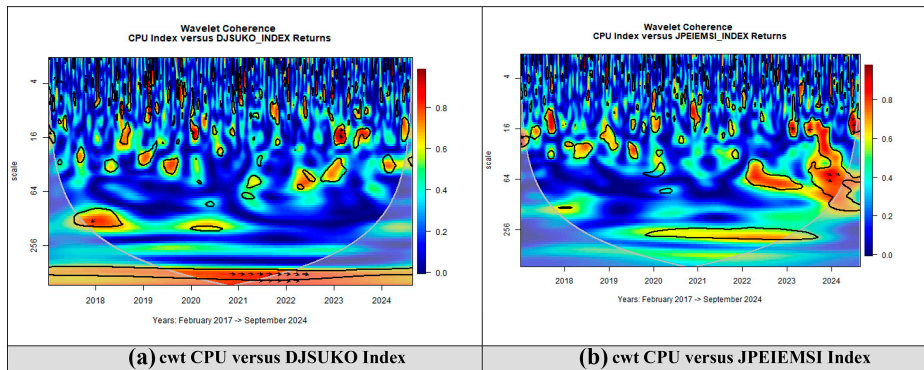 Wavelet Coherence
CPU Index versus DJSUKO_INDEX Returns
scale
4
16
64
256
2018 2019 2020 2021 2022 2023 2024
Years: February 2017 -> September 2024
0.8
0.6
0.4
0.2
0.0
Wavelet Coherence
CPU Index versus JPEIEMSI_INDEX Returns
scale
4
16
64
256
2018 2019 2020 2021 2022 2023 2024
Years: February 2017 -> September 2024
0.8
0.6
0.4
0.2
0.0
(a) cwt CPU versus DJSUKO Index
(b) cwt CPU versus JPEIEMSI Index